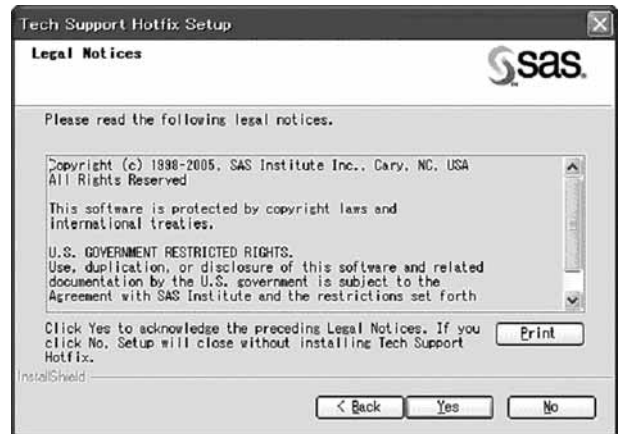 Tech Support Hotfix Setup
Legal Notices
sas.
Please read the following legal notices.
Copyright (c) 1998-2005, SAS Institute Inc., Cary, NC, USA
All Rights Reserved
This software is protected by copyright laws and
international treaties.
U.S. GOVERNMENT RESTRICTED RIGHTS.
Use, duplication, or disclosure of this software and related
documentation by the U.S. government is subject to the
Agreement with SAS Institute and the restrictions set forth
Click Yes to acknowledge the preceding Legal Notices. If you
click No, Setup will close without installing Tech Support
Hotfix.
Print
InstallShield
< Back
Yes
No